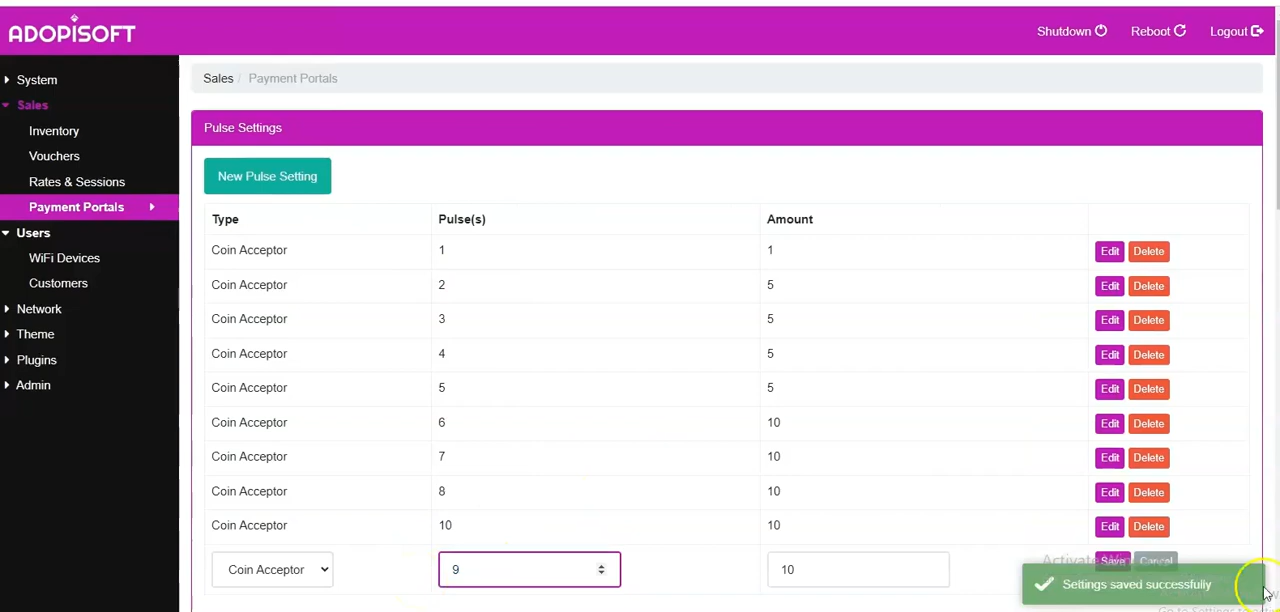 ADOPISOFT
Shutdown
Reboot
Logout
System
Sales
Inventory
Vouchers
Rates & Sessions
Payment Portals
Users
WiFi Devices
Customers
Network
Theme
Plugins
Admin
Sales / Payment Portals
Pulse Settings
New Pulse Setting
Type Pulse(s) Amount
Coin Acceptor 1 1 Edit Delete
Coin Acceptor 2 5 Edit Delete
Coin Acceptor 3 5 Edit Delete
Coin Acceptor 4 5 Edit Delete
Coin Acceptor 5 5 Edit Delete
Coin Acceptor 6 10 Edit Delete
Coin Acceptor 7 10 Edit Delete
Coin Acceptor 8 10 Edit Delete
Coin Acceptor 10 10 Edit Delete
Coin Acceptor 9 10 Save Cancel
Settings saved successfully